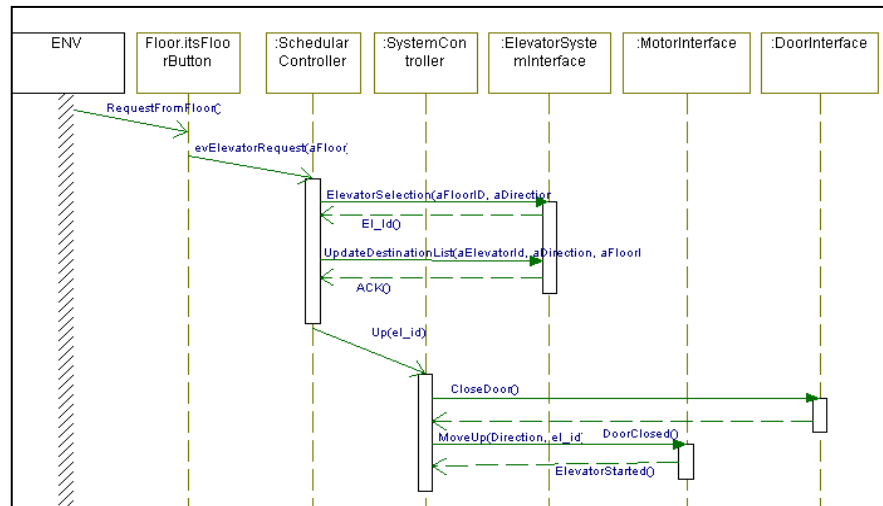 ENV
Floor.itsFloo
rButton
:Schedular
Controller
:SystemCon
troller
:ElevatorSyste
mInterface
:MotorInterface
:DoorInterface
RequestFromFloor()
evElevatorRequest(aFloor
ElevatorSelection(aFloorID, aDirection
El_Id()
UpdateDestinationList(aElevatorId, aDirection, aFloorI
ACK()
Up(el_id)
CloseDoor()
DoorClosed()
MoveUp(Direction, el_id)
ElevatorStarted()